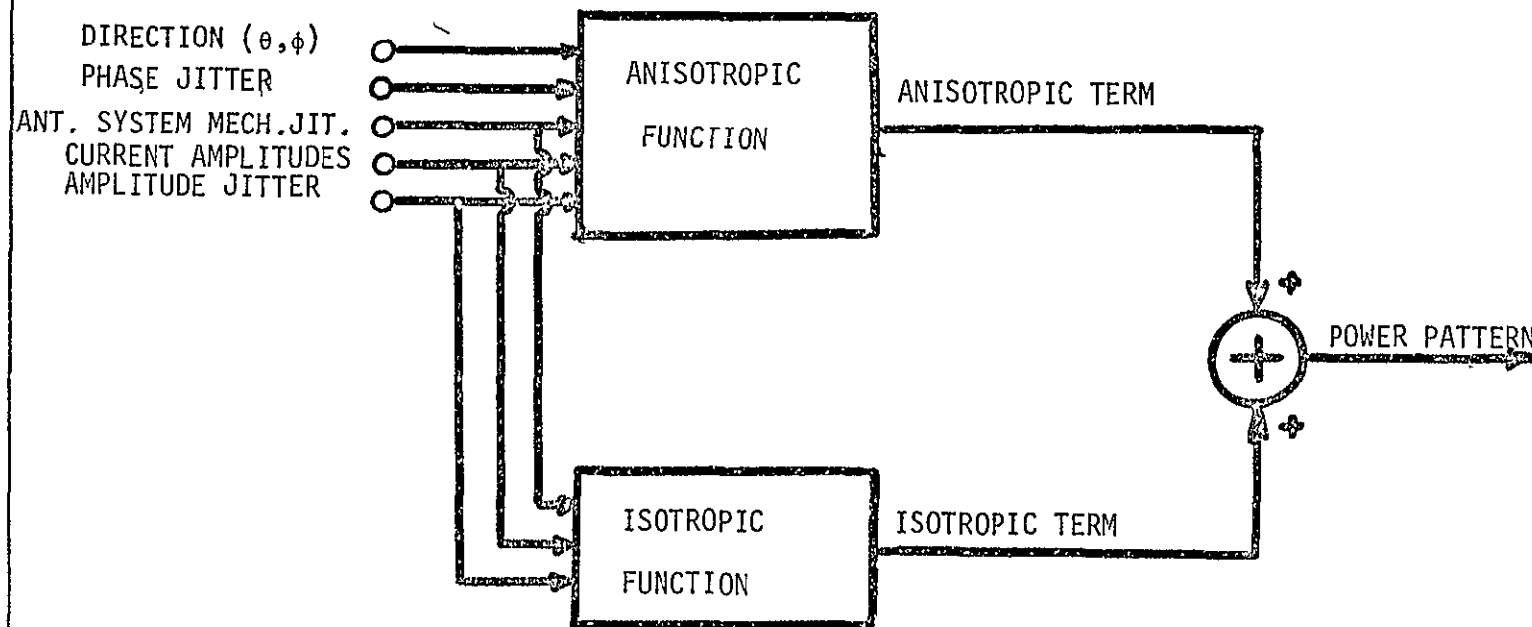 DIRECTION (θ,ϕ)
PHASE JITTER
ANT. SYSTEM MECH.JIT.
CURRENT AMPLITUDES
AMPLITUDE JITTER
ANISOTROPIC
FUNCTION
ANISOTROPIC TERM
+
+
POWER PATTERN
+
ISOTROPIC
FUNCTION
ISOTROPIC TERM